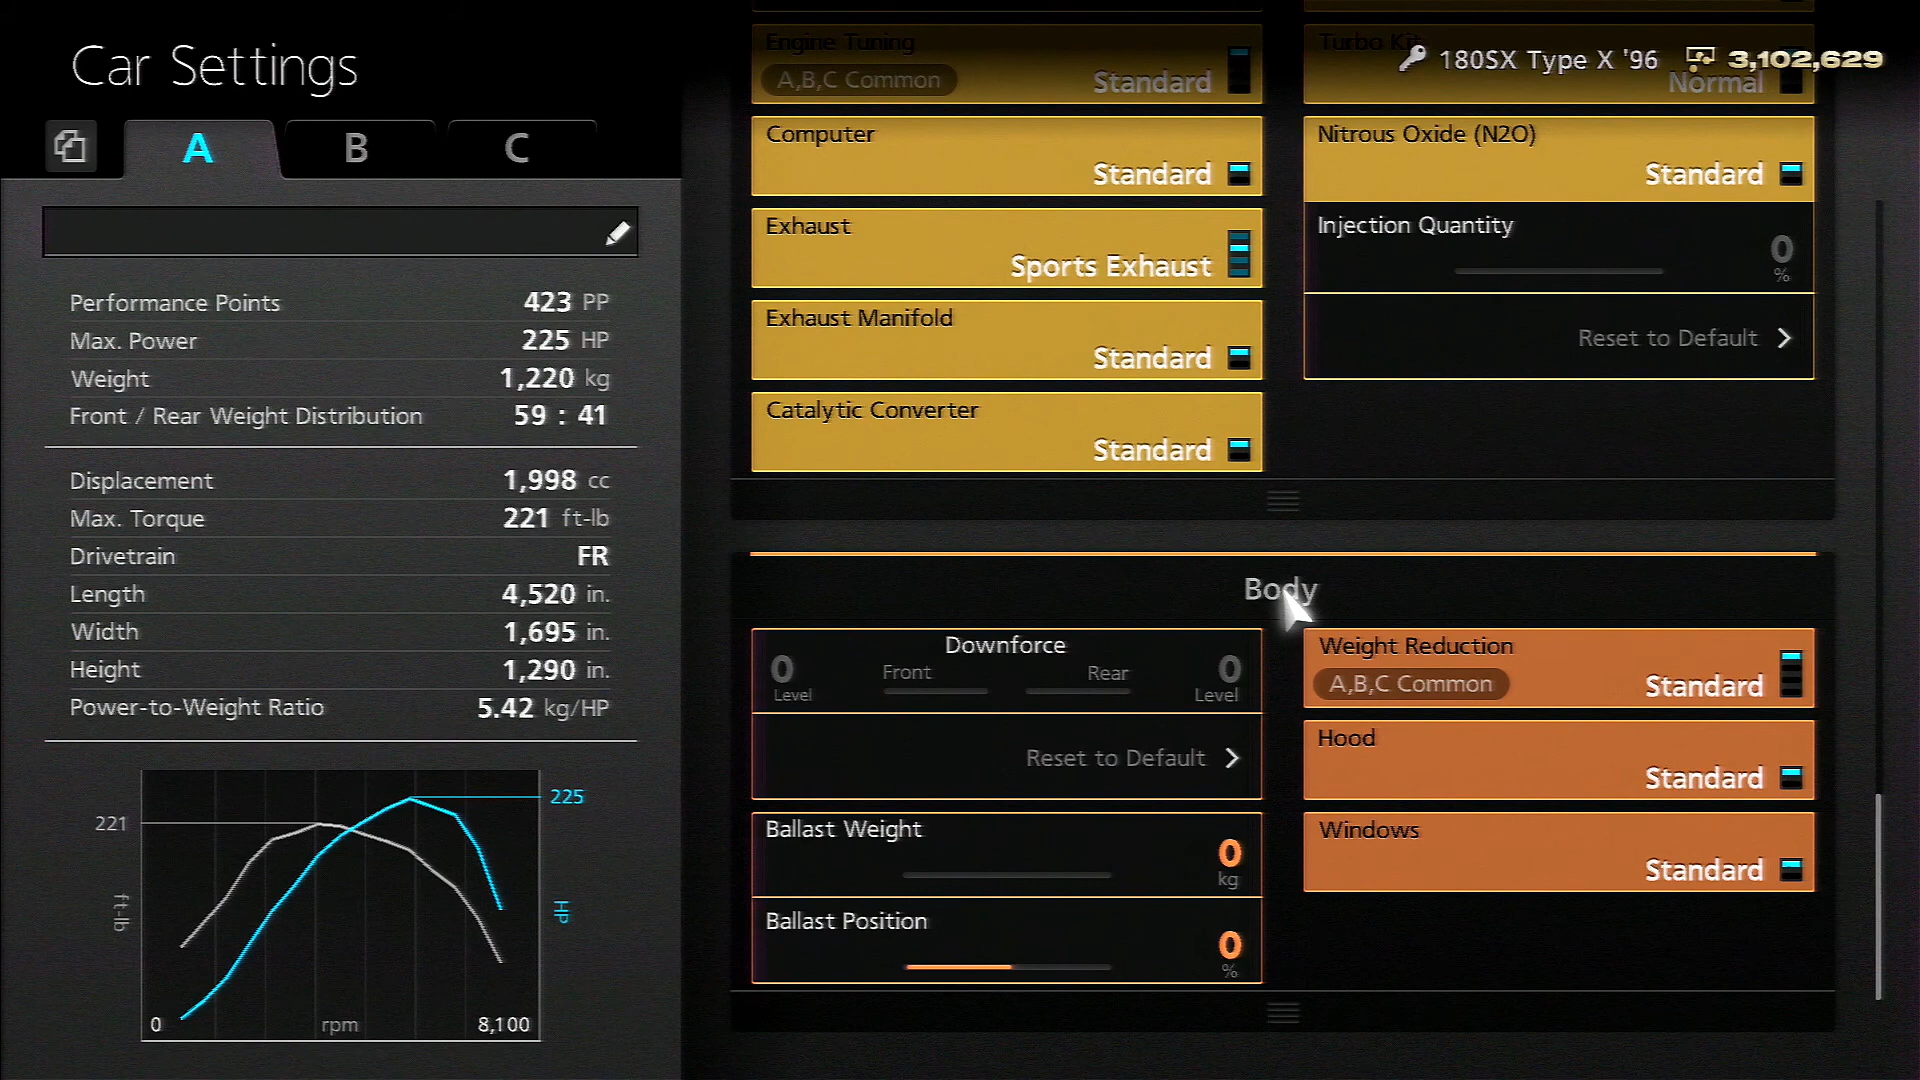 Car Settings
180SX Type X '96
3,102,629
A
B
C
Performance Points 423 PP
Max. Power 225 HP
Weight 1,220 kg
Front / Rear Weight Distribution 59 : 41
Displacement 1,998 cc
Max. Torque 221 ft-lb
Drivetrain FR
Length 4,520 in.
Width 1,695 in.
Height 1,290 in.
Power-to-Weight Ratio 5.42 kg/HP
225
221
ft-lb
HP
0 rpm 8,100
Engine Tuning
A,B,C Common Standard
Computer
Standard
Exhaust
Sports Exhaust
Exhaust Manifold
Standard
Catalytic Converter
Standard
Turbo Kit
Normal
Nitrous Oxide (N2O)
Standard
Injection Quantity
0
%
Reset to Default
Body
Downforce
0 Front Rear 0
Level Level
Reset to Default
Ballast Weight
0
kg
Ballast Position
0
%
Weight Reduction
A,B,C Common Standard
Hood
Standard
Windows
Standard